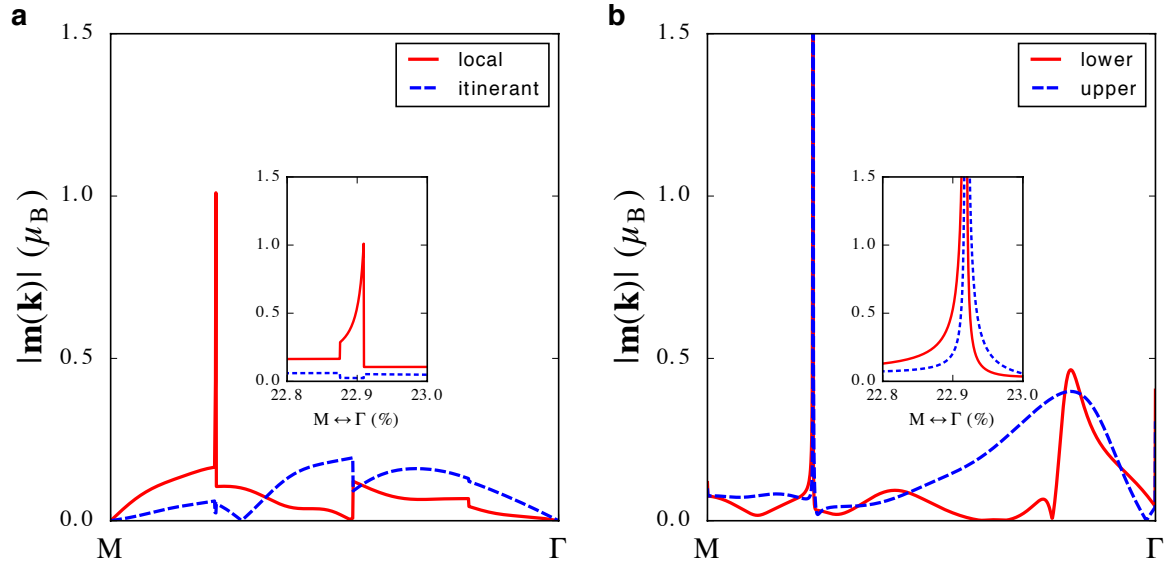 a
|m(k)| (μB)
1.5
1.0
0.5
0.0
M
Γ
local
itinerant
1.5
1.0
0.5
0.0
22.8
22.9
23.0
M ↔ Γ (%)
b
|m(k)| (μB)
1.5
1.0
0.5
0.0
M
Γ
lower
upper
1.5
1.0
0.5
0.0
22.8
22.9
23.0
M ↔ Γ (%)